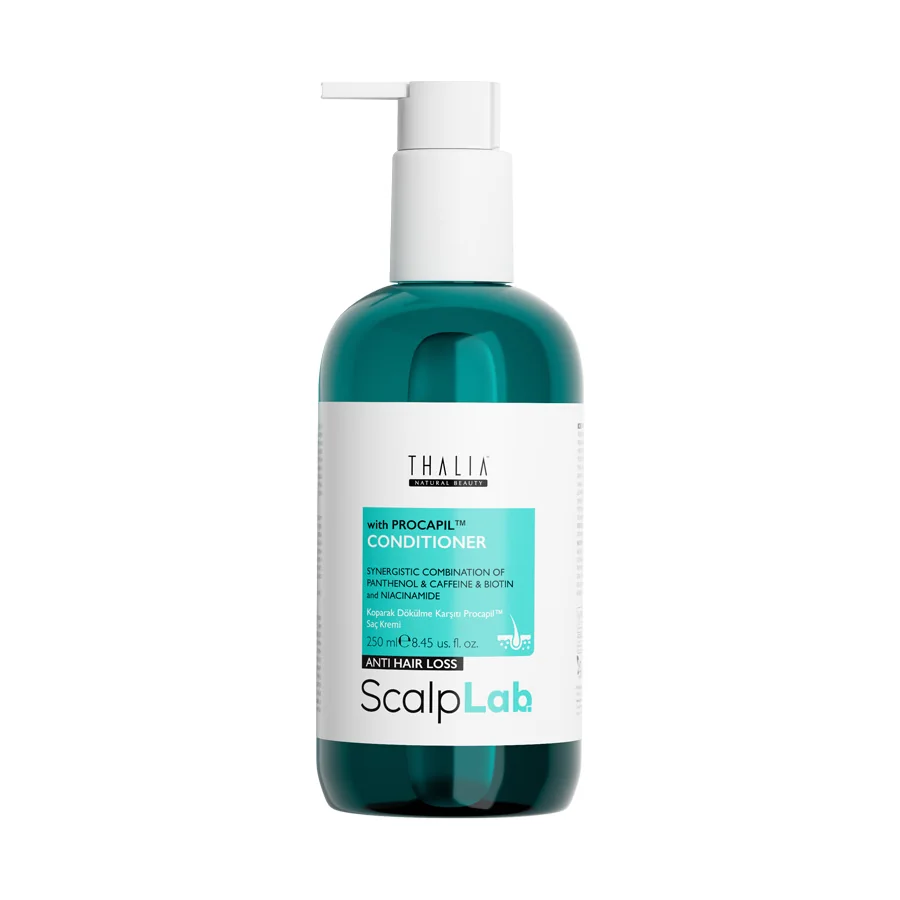 THALIA™
NATURAL BEAUTY
with PROCAPIL™
CONDITIONER
SYNERGISTIC COMBINATION OF
PANTHENOL & CAFFEINE & BIOTIN
and NIACINAMIDE
Koparak Dökülme Karşıtı Procapil™
Saç Kremi
250 ml℮8.45 us. fl. oz.
ANTI HAIR LOSS
ScalpLab.